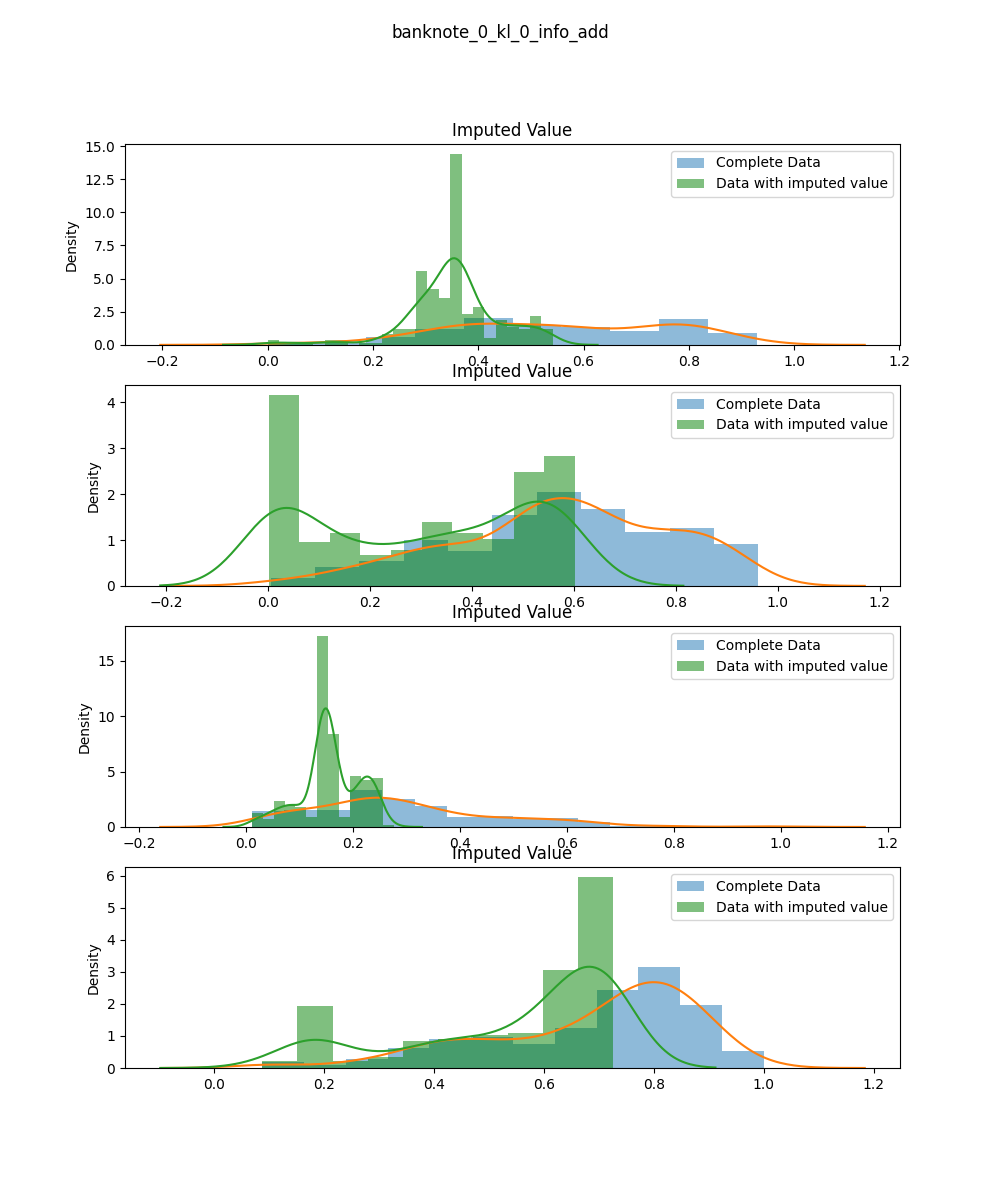 banknote_0_kl_0_info_add
Imputed Value
Density
15.0
12.5
10.0
7.5
5.0
2.5
0.0
Complete Data
Data with imputed value
−0.2 0.0 0.2 0.4 0.6 0.8 1.0 1.2
Imputed Value
Density
4
3
2
1
0
Complete Data
Data with imputed value
−0.2 0.0 0.2 0.4 0.6 0.8 1.0 1.2
Imputed Value
Density
15
10
5
0
Complete Data
Data with imputed value
−0.2 0.0 0.2 0.4 0.6 0.8 1.0 1.2
Imputed Value
Density
6
5
4
3
2
1
0
Complete Data
Data with imputed value
0.0 0.2 0.4 0.6 0.8 1.0 1.2